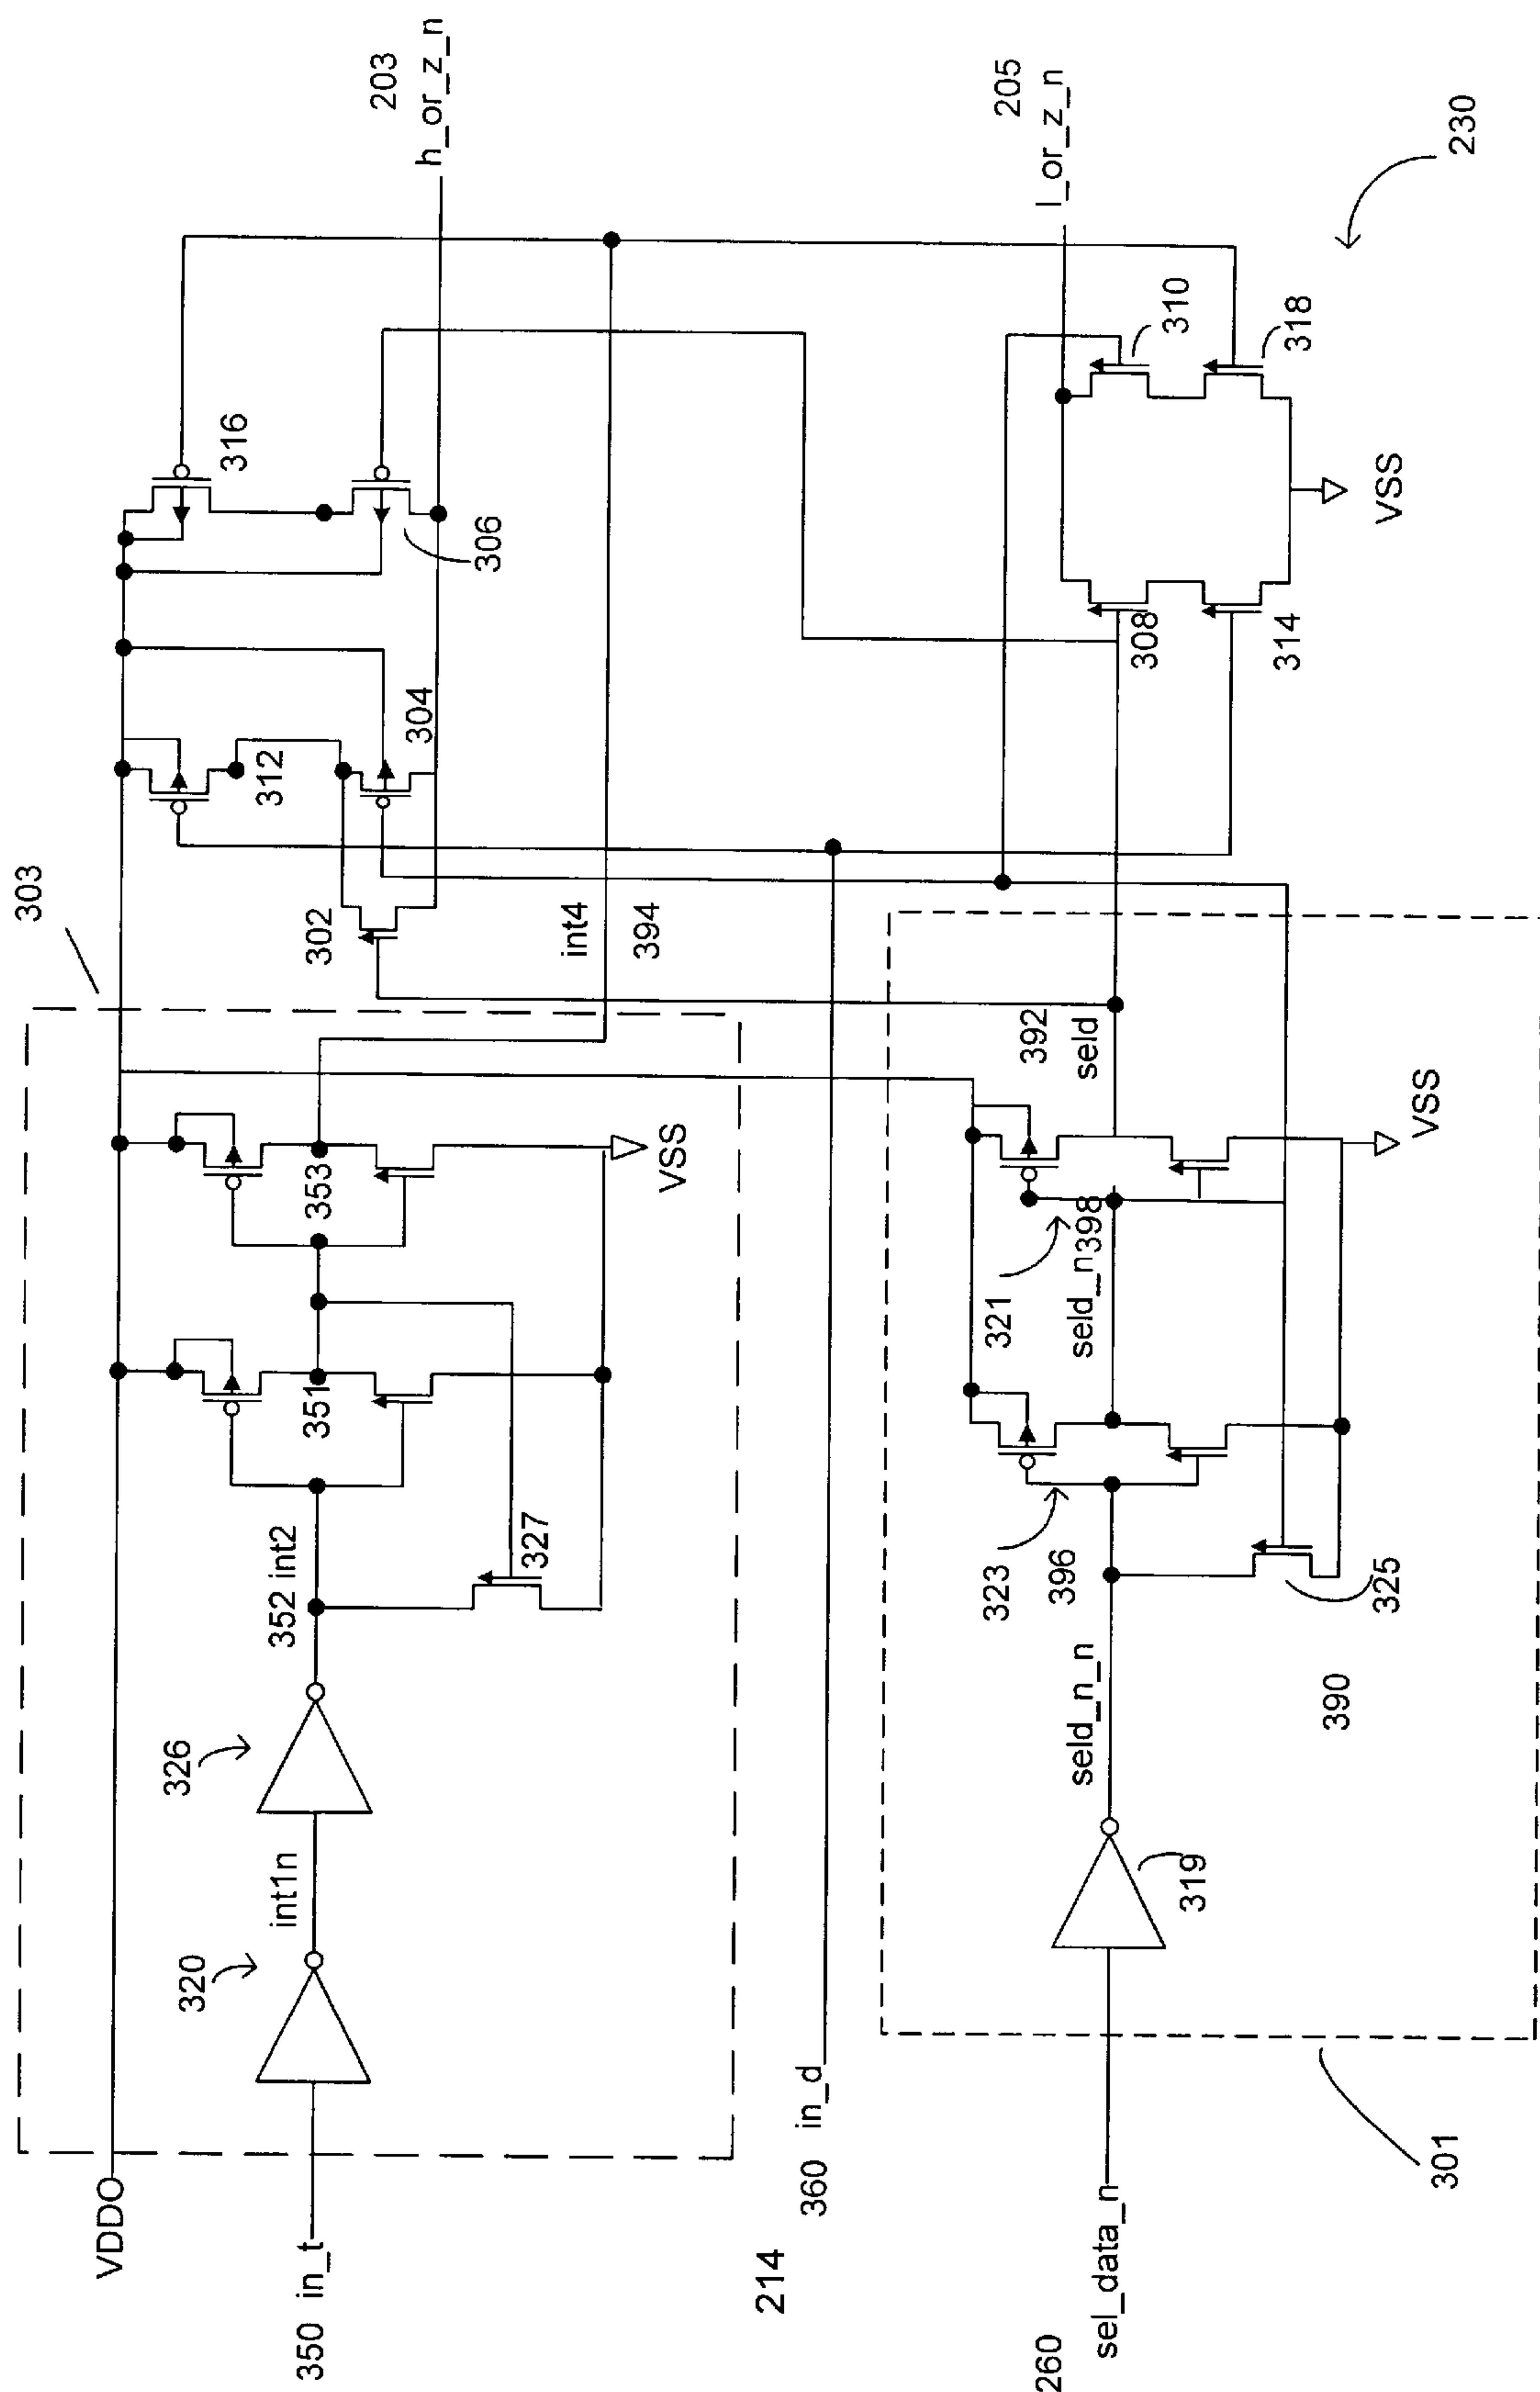 303
VDDO
316
312
306
304
302
203
h_or_z_n
350 in_t
320
int1n
326
352 int2
351
353
327
VSS
int4
394
214
360 in_d
205
l_or_z_n
260
sel_data_n
319
seld_n_n
323
396
321
seld_n
398
392
seld
325
390
VSS
308
314
310
318
VSS
301
230